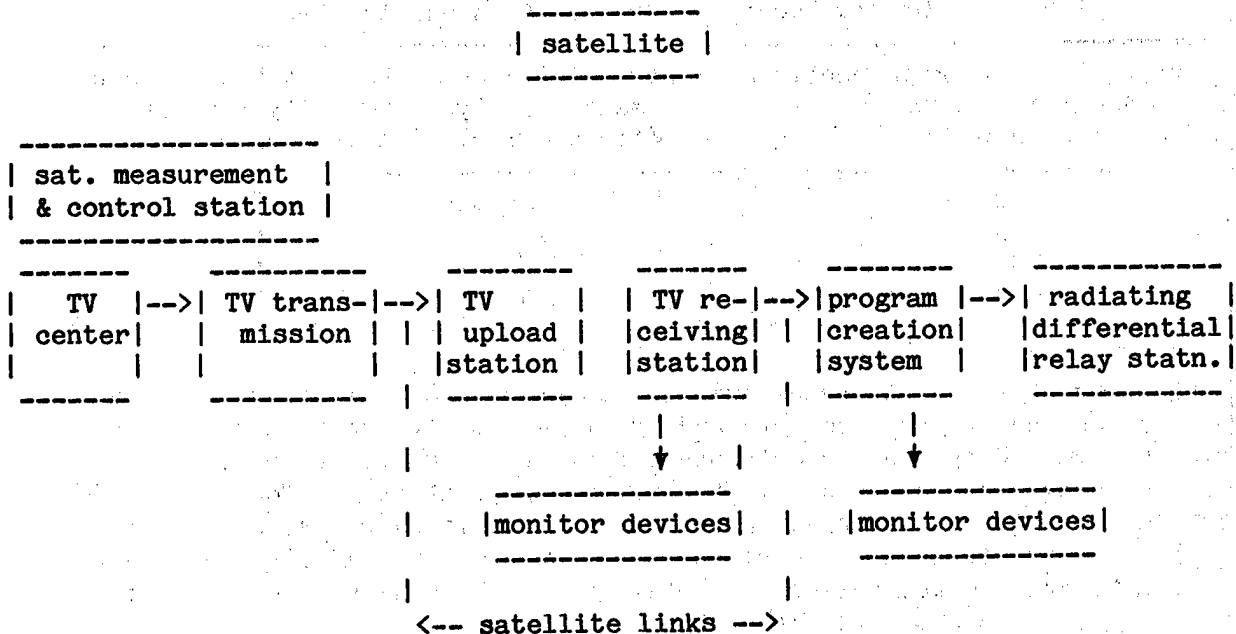 satellite
sat. measurement
& control station
TV
center
TV trans-
mission
TV
upload
station
TV re-
ceiving
station
program
creation
system
radiating
differential
relay statn.
monitor devices
monitor devices
<-- satellite links -->